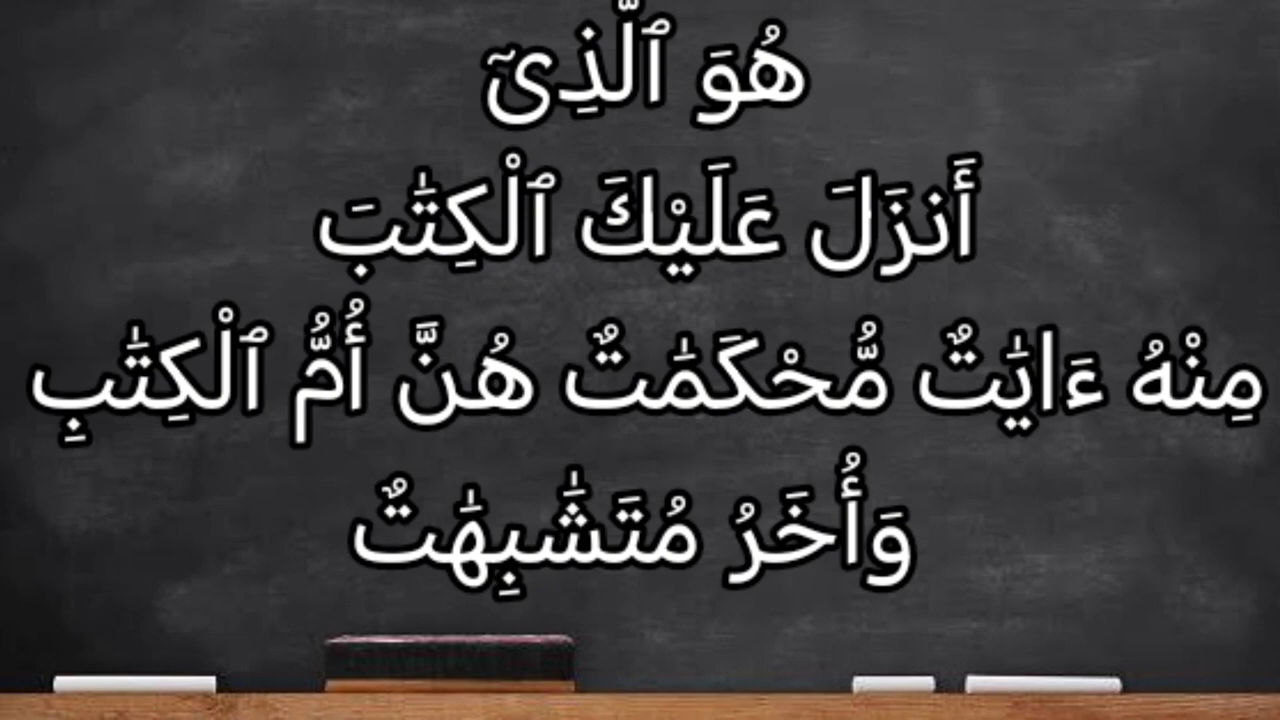 هُوَ ٱلَّذِىٓ
أَنزَلَ عَلَيْكَ ٱلْكِتَٰبَ
مِنْهُ ءَايَٰتٌ مُّحْكَمَٰتٌ هُنَّ أُمُّ ٱلْكِتَٰبِ
وَأُخَرُ مُتَشَٰبِهَٰتٌ